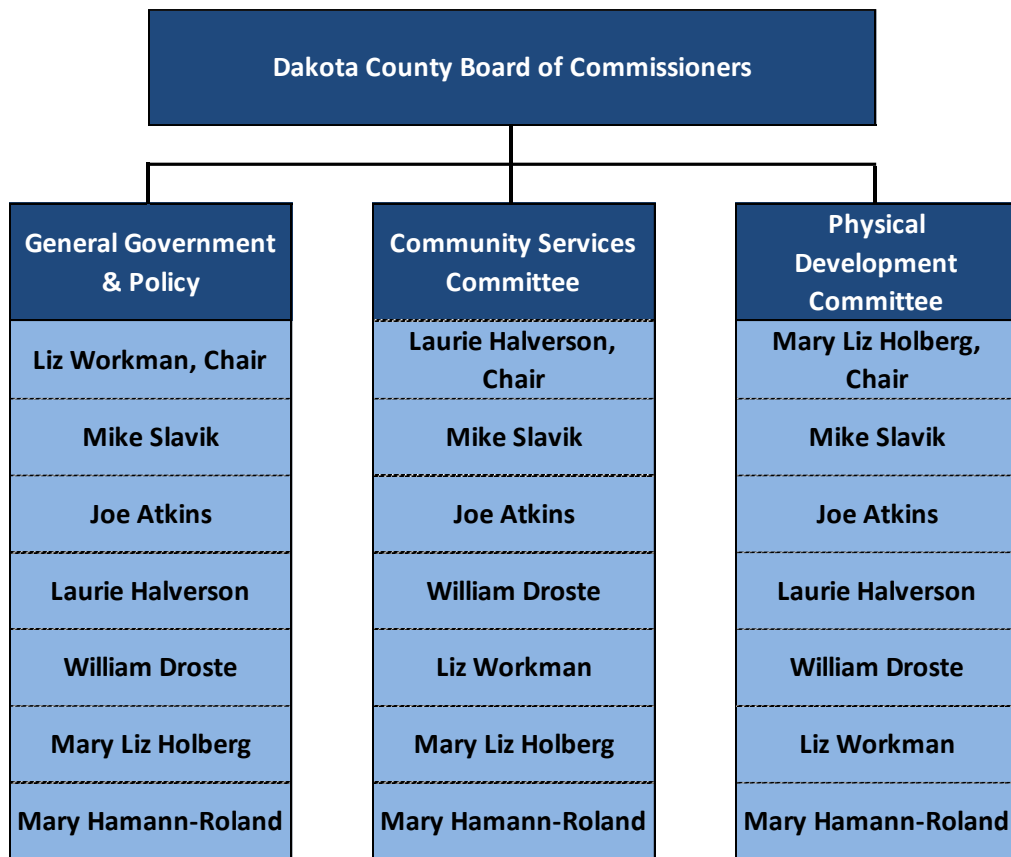 Dakota County Board of Commissioners
General Government
& Policy
Liz Workman, Chair
Mike Slavik
Joe Atkins
Laurie Halverson
William Droste
Mary Liz Holberg
Mary Hamann-Roland
Community Services
Committee
Laurie Halverson,
Chair
Mike Slavik
Joe Atkins
William Droste
Liz Workman
Mary Liz Holberg
Mary Hamann-Roland
Physical
Development
Committee
Mary Liz Holberg,
Chair
Mike Slavik
Joe Atkins
Laurie Halverson
William Droste
Liz Workman
Mary Hamann-Roland